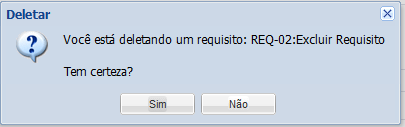 Deletar
Você está deletando um requisito: REQ-02:Excluir Requisito
Tem certeza?
Sim
Não